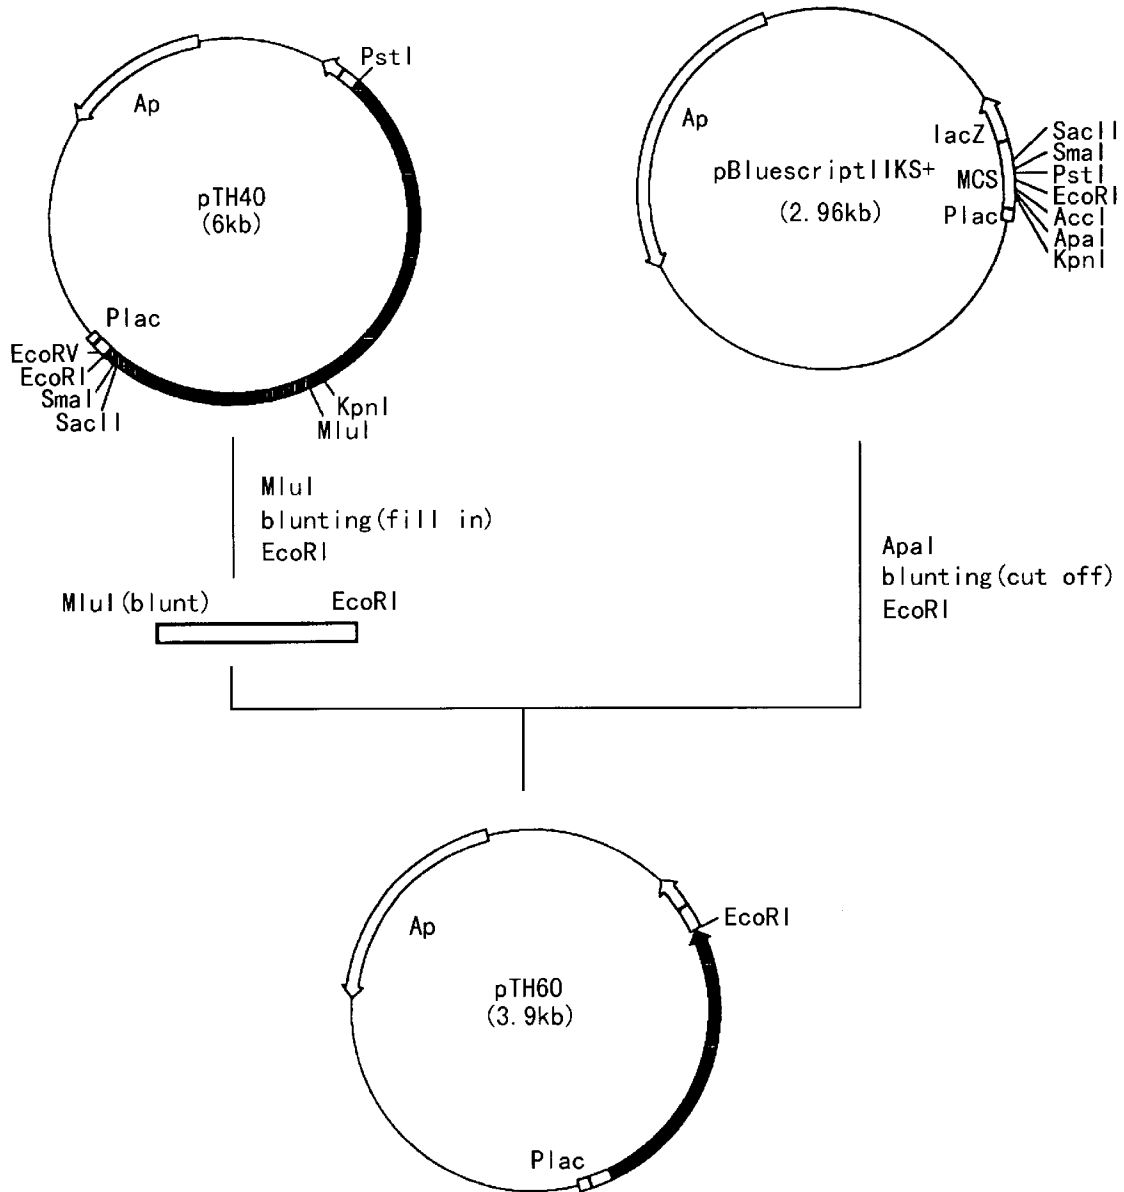 PstI
Ap
pTH40
(6kb)
Plac
EcoRV
EcoRI
SmaI
SacII
KpnI
MluI
Ap
pBluescriptIIKS+
(2.96kb)
lacZ
MCS
Plac
SacII
SmaI
PstI
EcoRI
AccI
ApaI
KpnI
MluI
blunting(fill in)
EcoRI
MluI(blunt)
EcoRI
ApaI
blunting(cut off)
EcoRI
Ap
EcoRI
pTH60
(3.9kb)
Plac